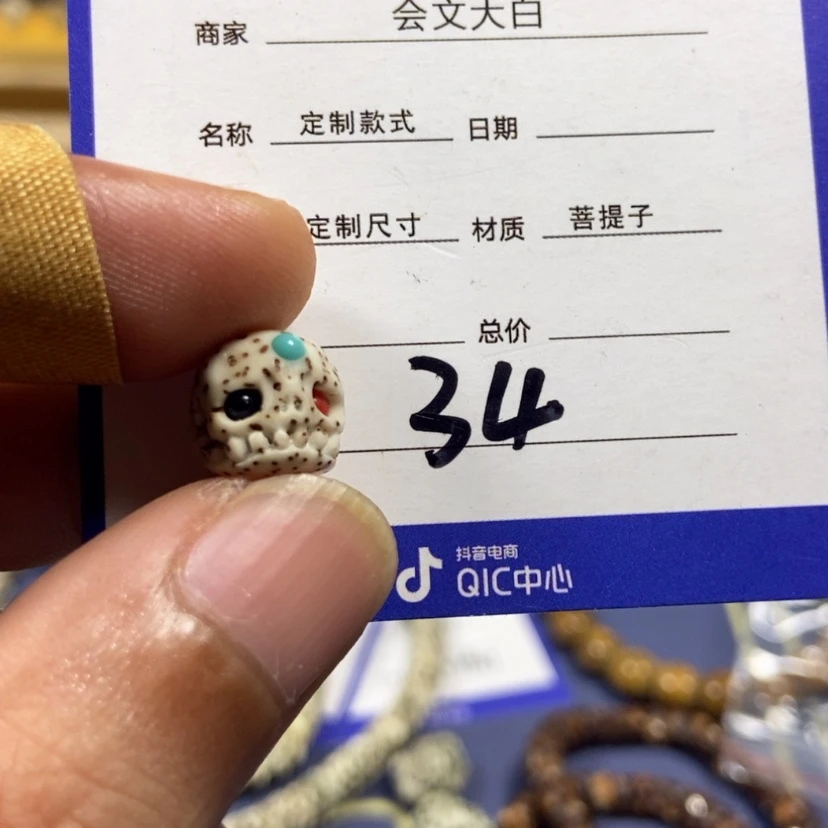 商家 会文大白
名称 定制款式 日期
定制尺寸 材质 菩提子
总价
34
抖音电商
QIC中心